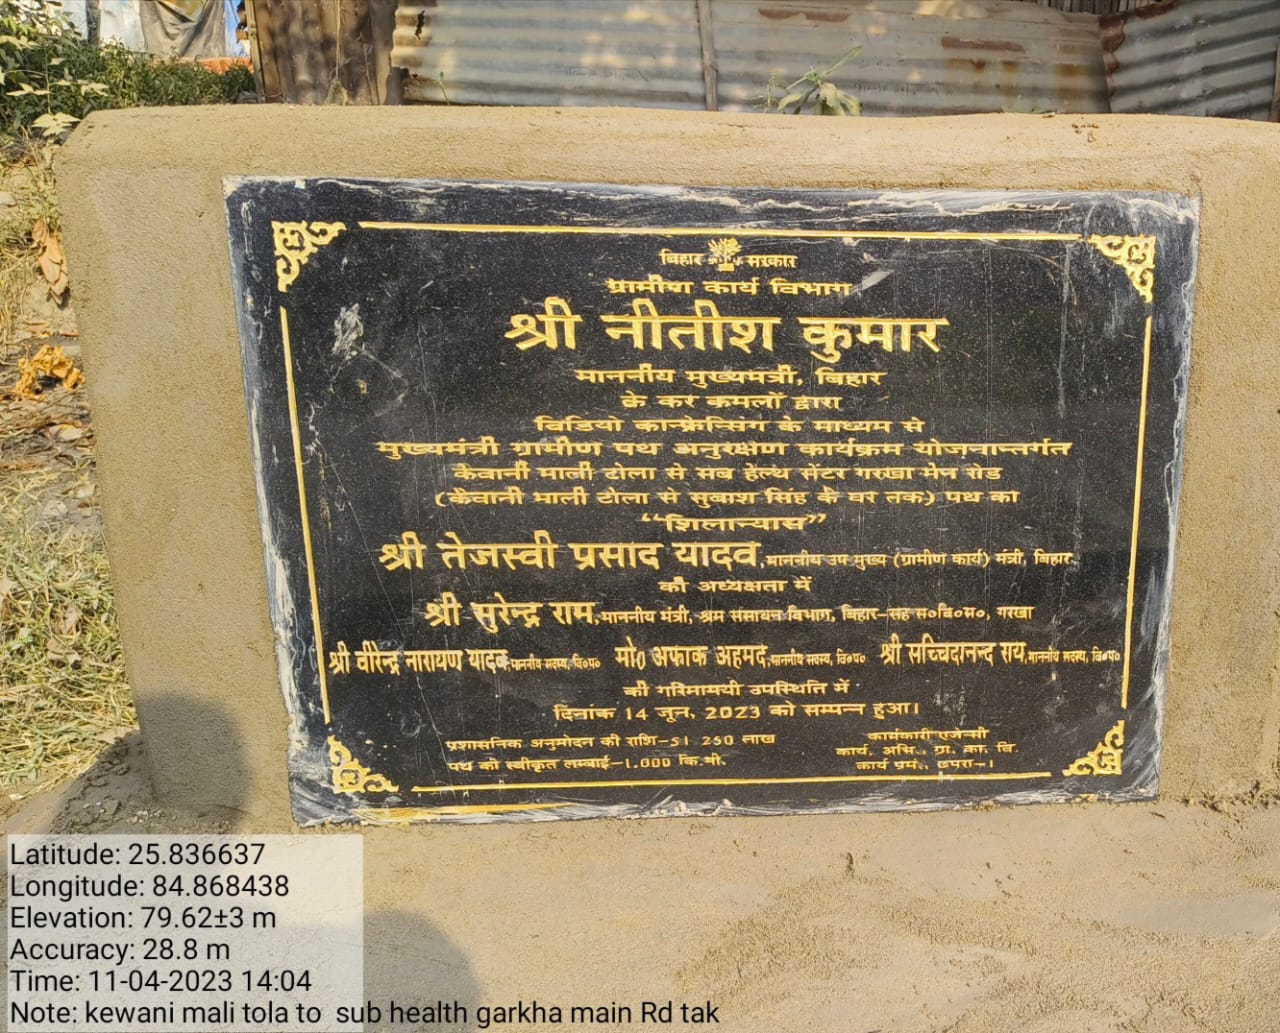 बिहार सरकार
ग्रामीण कार्य विभाग
श्री नीतीश कुमार
माननीय मुख्यमंत्री, बिहार
के कर कमलों द्वारा
विडियो कान्फ्रेन्सिंग के माध्यम से
मुख्यमंत्री ग्रामीण पथ अनुरक्षण कार्यक्रम योजनान्तर्गत
कैवानी माली टोला से सब हेल्थ सेंटर गरखा मेन रोड
(कैवानी माली टोला से सुबाश सिंह के घर तक) पथ का
“शिलान्यास”
श्री तेजस्वी प्रसाद यादव, माननीय उप मुख्य (ग्रामीण कार्य) मंत्री, बिहार
की अध्यक्षता में
श्री सुरेन्द्र राम, माननीय मंत्री, श्रम संसाधन विभाग, बिहार-सह स०वि०स०, गरखा
श्री वीरेन्द्र नारायण यादव, माननीय सदस्य, वि०प० मो० अफाक अहमद, माननीय सदस्य, वि०प० श्री सच्चिदानन्द राय, माननीय सदस्य, वि०प०
की गरिमामयी उपस्थिति में
दिनांक 14 जून, 2023 को सम्पन्न हुआ।
प्रशासनिक अनुमोदन की राशि-51.250 लाख
पथ की स्वीकृत लम्बाई-1.000 कि.मी.
कार्यकारी एजेन्सी
कार्य. अभि., ग्रा. का. वि.
कार्य प्रमं., छपरा-1
Latitude: 25.836637
Longitude: 84.868438
Elevation: 79.62±3 m
Accuracy: 28.8 m
Time: 11-04-2023 14:04
Note: kewani mali tola to sub health garkha main Rd tak